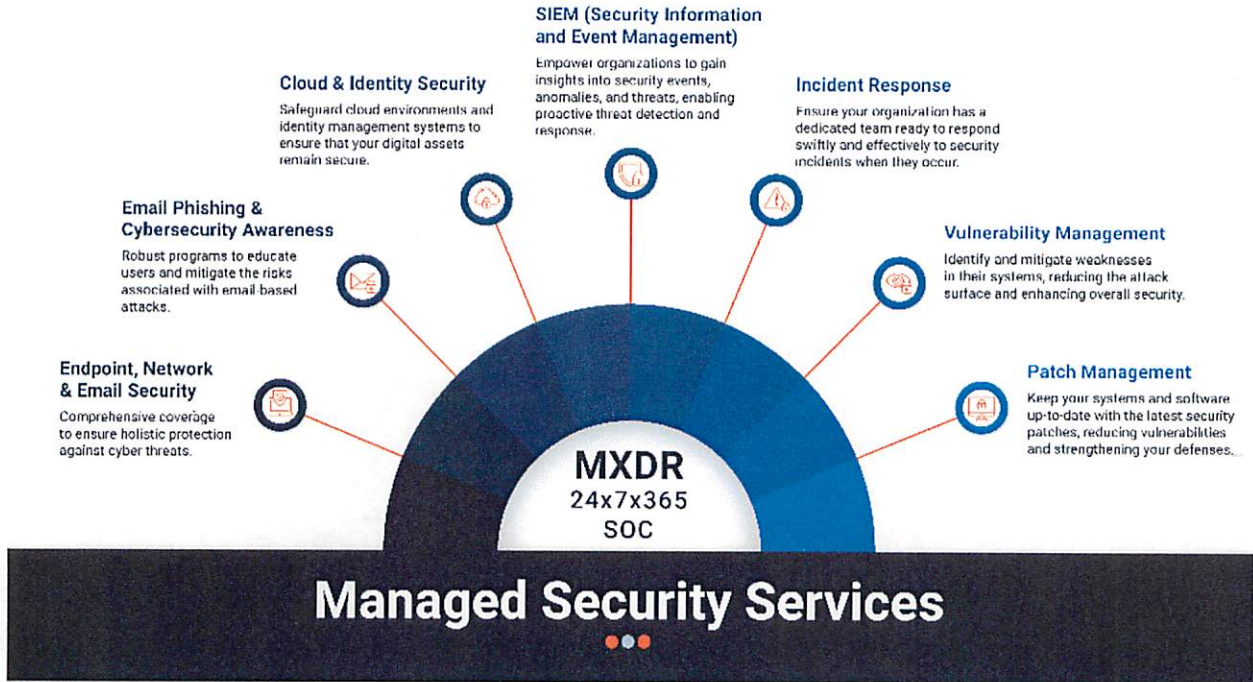 SIEM (Security Information
and Event Management)
Empower organizations to gain
insights into security events,
anomalies, and threats, enabling
proactive threat detection and
response.
Cloud & Identity Security
Safeguard cloud environments and
identity management systems to
ensure that your digital assets
remain secure.
Incident Response
Ensure your organization has a
dedicated team ready to respond
swiftly and effectively to security
incidents when they occur.
Email Phishing &
Cybersecurity Awareness
Robust programs to educate
users and mitigate the risks
associated with email-based
attacks.
Vulnerability Management
Identify and mitigate weaknesses
in their systems, reducing the attack
surface and enhancing overall security.
Endpoint, Network
& Email Security
Comprehensive coverage
to ensure holistic protection
against cyber threats.
Patch Management
Keep your systems and software
up-to-date with the latest security
patches, reducing vulnerabilities
and strengthening your defenses.
MXDR
24x7x365
SOC
Managed Security Services